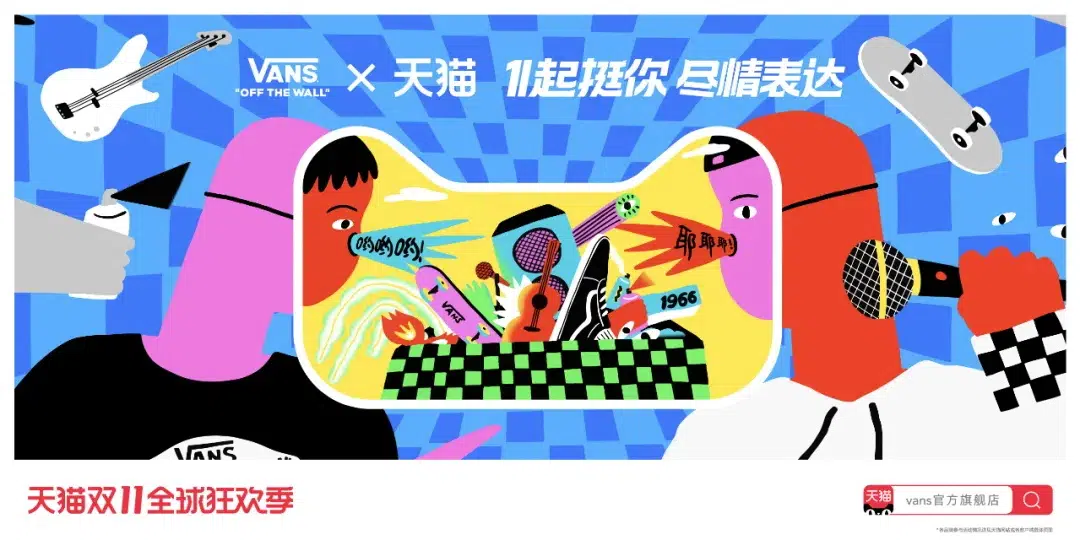 VANS
"OFF THE WALL"
×
天猫
11起挺你 尽情表达
哟哟哟!
耶耶耶!
VANS
1966
VANS
天猫双11全球狂欢季
天猫
vans官方旗舰店